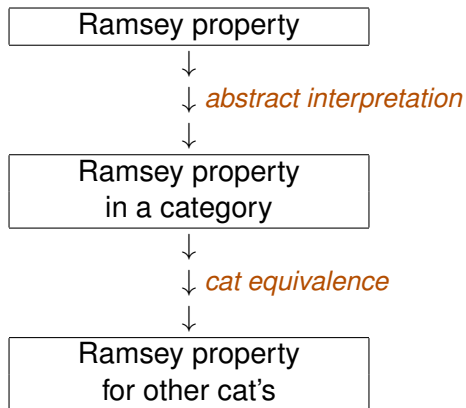 Ramsey property
↓
↓ abstract interpretation
↓
Ramsey property
in a category
↓
↓ cat equivalence
↓
Ramsey property
for other cat's